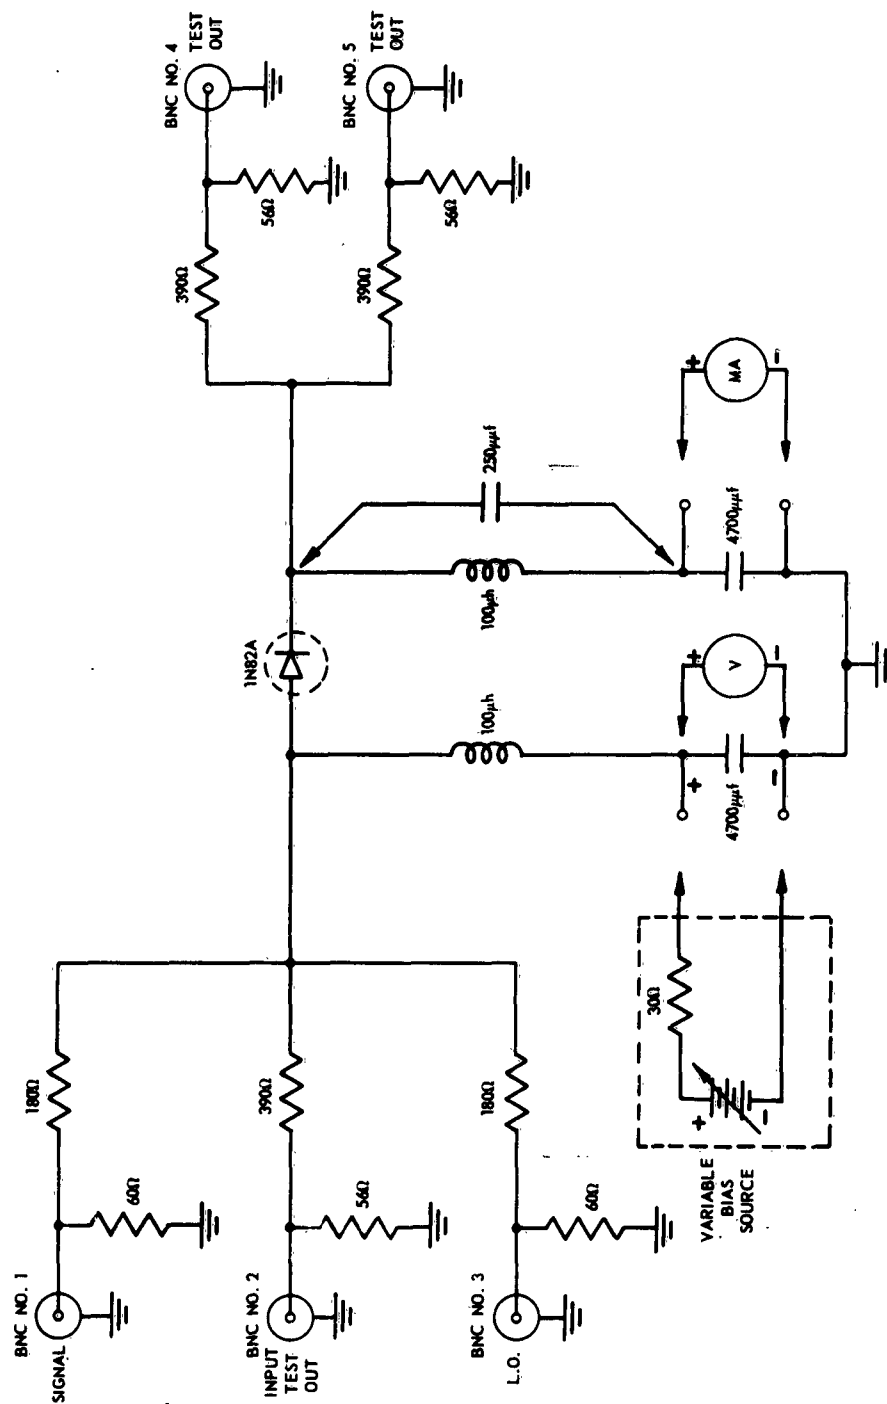 BNC NO. 1
SIGNAL
60Ω
180Ω
BNC NO. 2
INPUT
TEST
OUT
56Ω
390Ω
BNC NO. 3
L.O.
60Ω
180Ω
VARIABLE
BIAS
SOURCE
+
-
30Ω
1N82A
100μh
100μh
+
-
4700μμf
+
V
-
4700μμf
250μμf
+
MA
-
390Ω
56Ω
BNC NO. 4
TEST
OUT
390Ω
56Ω
BNC NO. 5
TEST
OUT